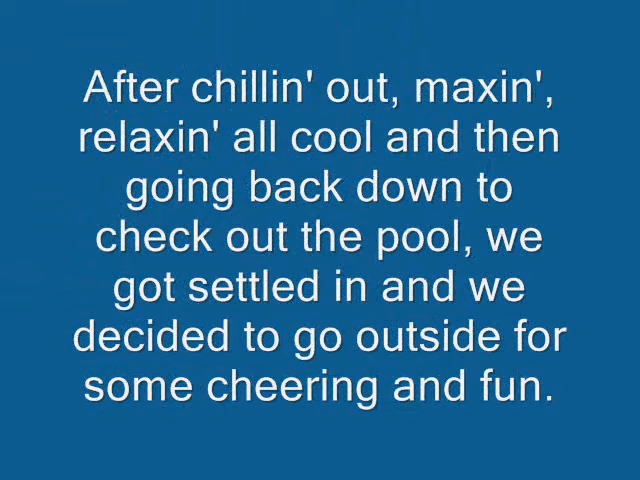 After chillin' out, maxin',
relaxin' all cool and then
going back down to
check out the pool, we
got settled in and we
decided to go outside for
some cheering and fun.